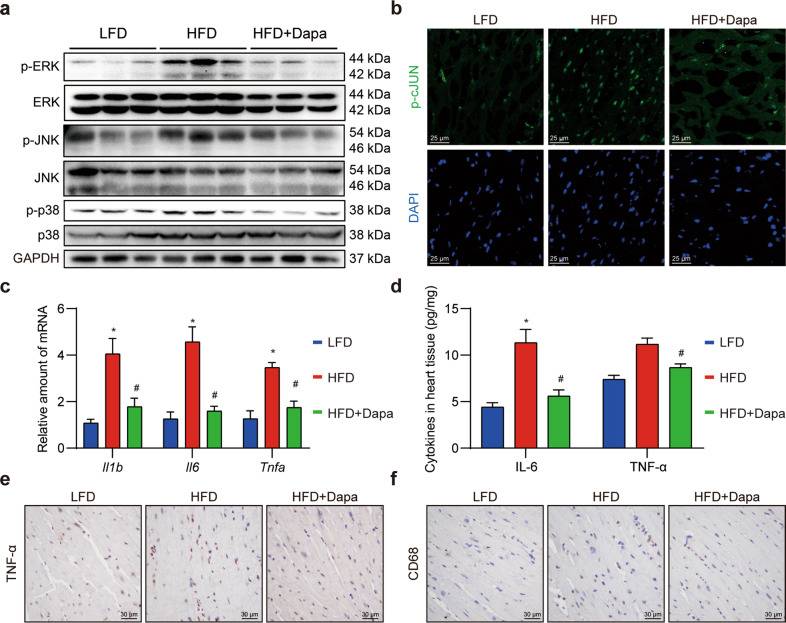 a
LFD HFD HFD+Dapa
p-ERK 44 kDa
42 kDa
ERK 44 kDa
42 kDa
p-JNK 54 kDa
46 kDa
JNK 54 kDa
46 kDa
p-p38 38 kDa
p38 38 kDa
GAPDH 37 kDa
b
LFD HFD HFD+Dapa
p-cJUN
25 μm 25 μm 25 μm
DAPI
25 μm 25 μm 25 μm
c
Relative amount of mRNA
6
4
2
0
* * *
# # #
Il1b Il6 Tnfa
LFD
HFD
HFD+Dapa
d
Cytokines in heart tissue (pg/mg)
15
10
5
0
*
# #
IL-6 TNF-α
LFD
HFD
HFD+Dapa
e
LFD HFD HFD+Dapa
TNF-α
30 μm 30 μm 30 μm
f
LFD HFD HFD+Dapa
CD68
30 μm 30 μm 30 μm